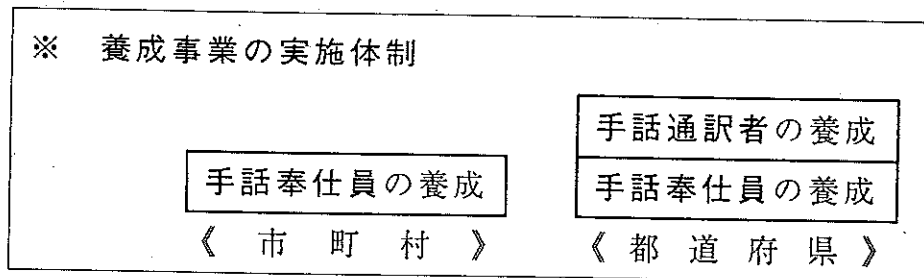 ※　養成事業の実施体制
手話通訳者の養成
手話奉仕員の養成
手話奉仕員の養成
《市町村》
《都道府県》